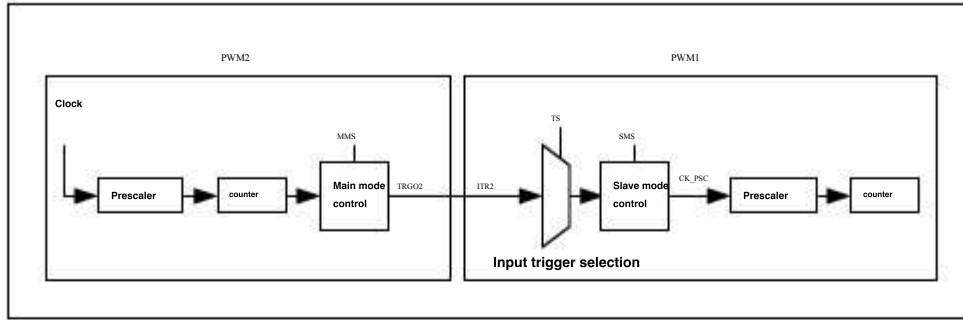 PWM2
PWM1
Clock
MMS
TS
SMS
Prescaler
counter
Main mode
control
TRGO2
ITR2
Slave mode
control
CK_PSC
Prescaler
counter
Input trigger selection